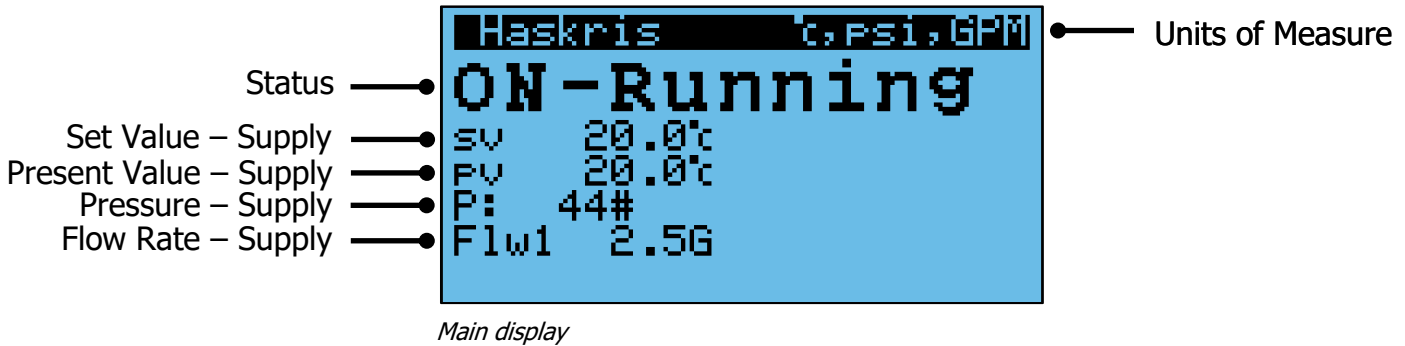 Haskris ℃,psi,GPM
Units of Measure
Status
ON-Running
Set Value – Supply
sv 20.0℃
Present Value – Supply
pv 20.0℃
Pressure – Supply
P: 44#
Flow Rate – Supply
Flw1 2.5G
Main display